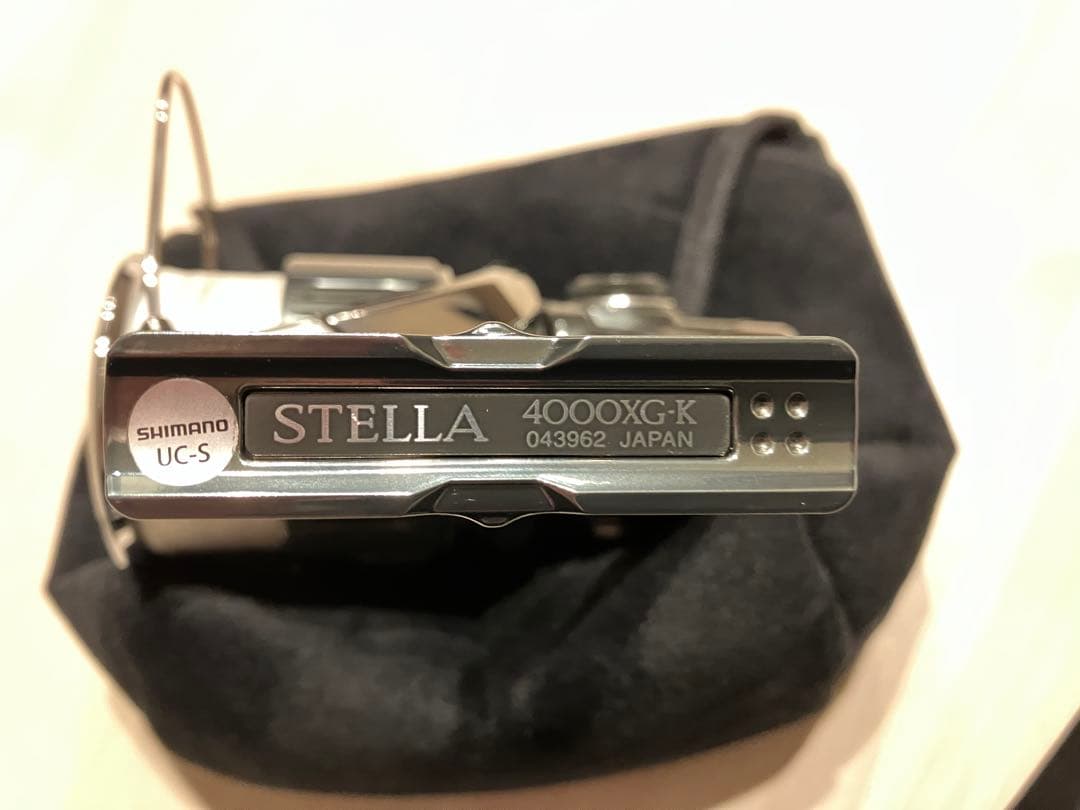 SHIMANO
UC-S
STELLA
4000XG-K
043962 JAPAN